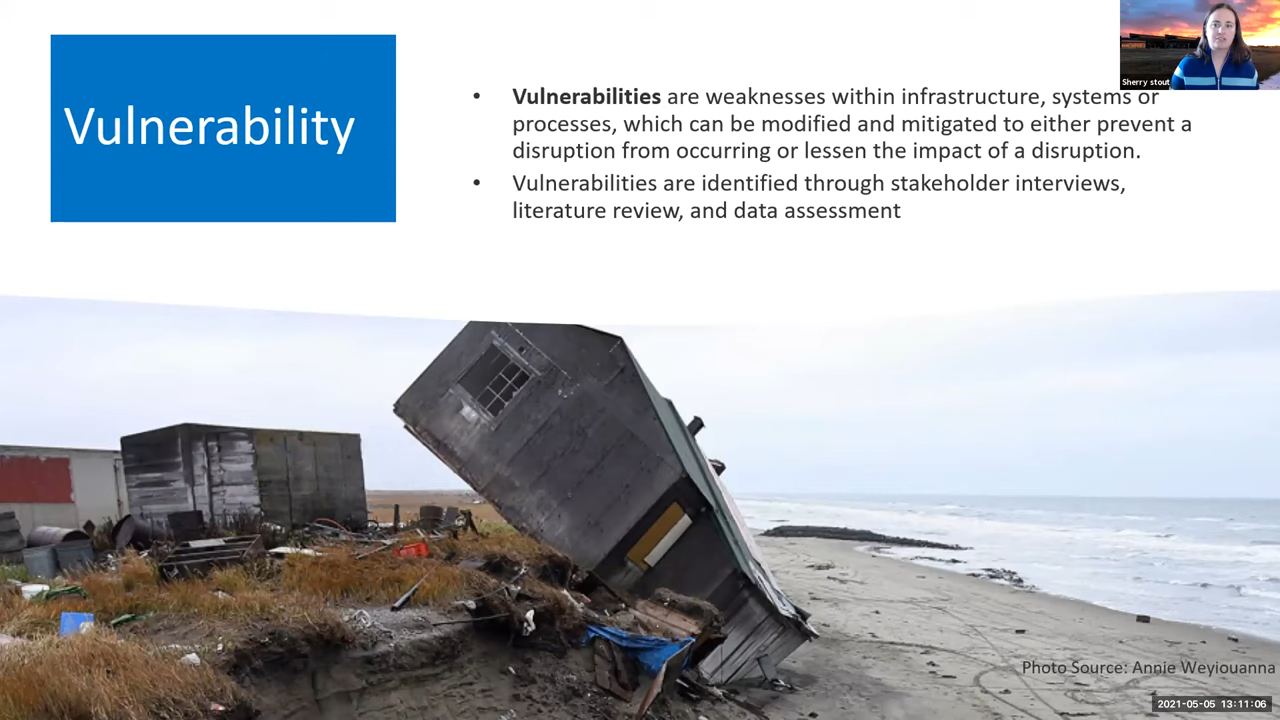 Vulnerability
• Vulnerabilities are weaknesses within infrastructure, systems or
processes, which can be modified and mitigated to either prevent a
disruption from occurring or lessen the impact of a disruption.
• Vulnerabilities are identified through stakeholder interviews,
literature review, and data assessment
Sherry stout
Photo Source: Annie Weyiouanna
2021-05-05 13:11:06